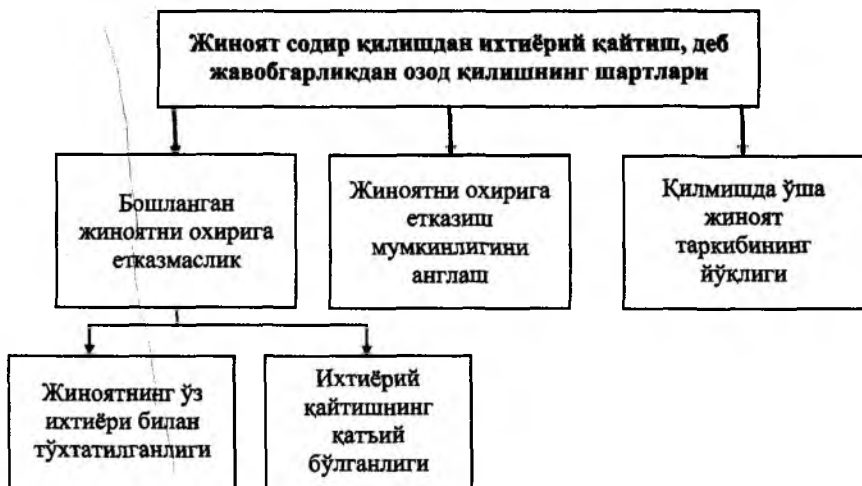 Жиноят содир қилишдан ихтиёрий қайтиш, деб
жавобгарликдан озод қилишнинг шартлари
Бошланган
жиноятни охирига
етказмаслик
Жиноятни охирига
етказиш
мумкинлигини
англаш
Қилмишда ўша
жиноят
таркибининг
йўқлиги
Жиноятнинг ўз
ихтиёри билан
тўхтатилганлиги
Ихтиёрий
қайтишнинг
қатъий
бўлганлиги